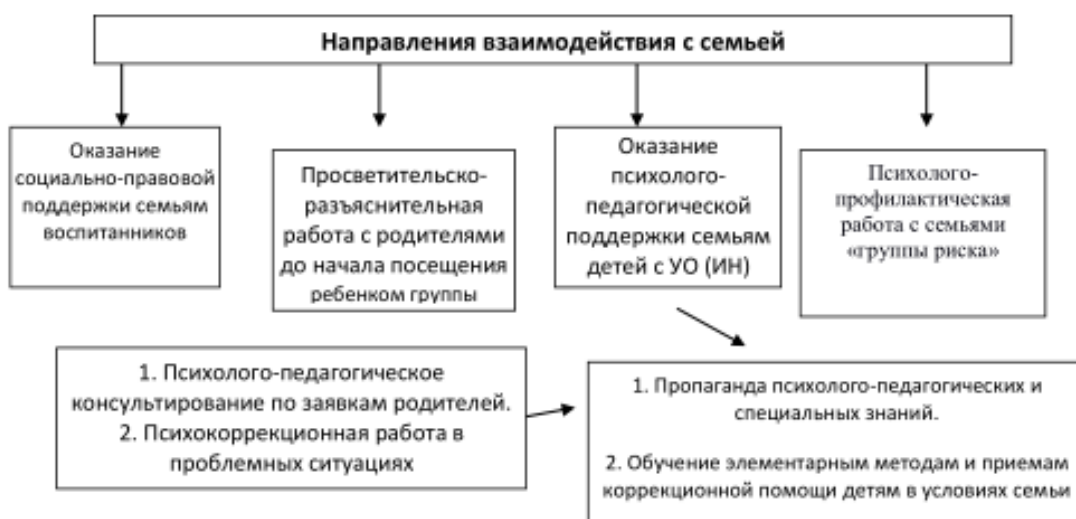 Направления взаимодействия с семьей
Оказание
социально-правовой
поддержки семьям
воспитанников
Просветительско-
разъяснительная
работа с родителями
до начала посещения
ребенком группы
Оказание
психолого-
педагогической
поддержки семьям
детей с УО (ИН)
Психолого-
профилактическая
работа с семьями
«группы риска»
1. Психолого-педагогическое
консультирование по заявкам родителей.
2. Психокоррекционная работа в
проблемных ситуациях
1. Пропаганда психолого-педагогических и
специальных знаний.
2. Обучение элементарным методам и приемам
коррекционной помощи детям в условиях семьи